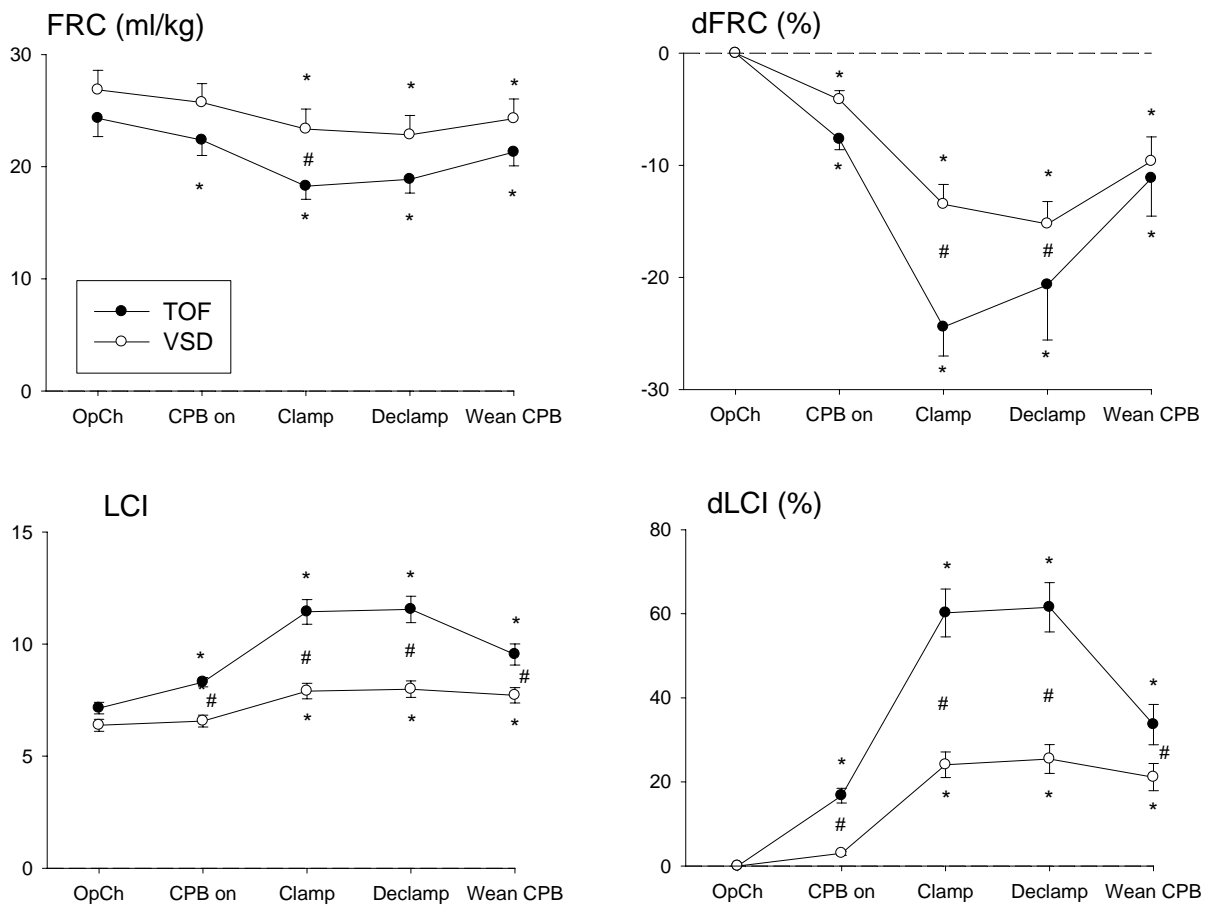 FRC (ml/kg)
30
20
10
0
* * *
#
* * * *
TOF
VSD
OpCh CPB on Clamp Declamp Wean CPB
dFRC (%)
0
-10
-20
-30
* * * *
# #
* * * *
OpCh CPB on Clamp Declamp Wean CPB
LCI
15
10
5
0
* * * *
# # # #
* * * *
OpCh CPB on Clamp Declamp Wean CPB
dLCI (%)
80
60
40
20
0
* * * *
# # # #
* * *
OpCh CPB on Clamp Declamp Wean CPB